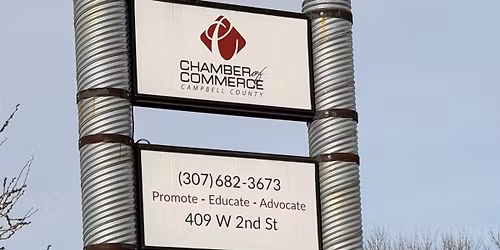 CHAMBER of
COMMERCE
CAMPBELL COUNTY
(307) 682-3673
Promote - Educate - Advocate
409 W 2nd St